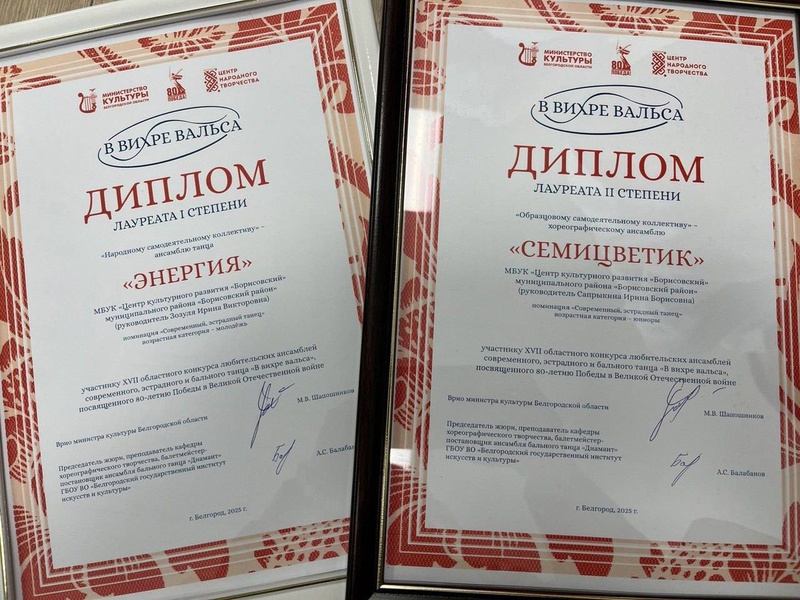 МИНИСТЕРСТВО
КУЛЬТУРЫ
БЕЛГОРОДСКОЙ ОБЛАСТИ
80
ПОБЕДА!
ЦЕНТР
НАРОДНОГО
ТВОРЧЕСТВА
В ВИХРЕ ВАЛЬСА
ДИПЛОМ
ЛАУРЕАТА I СТЕПЕНИ
«Народному самодеятельному коллективу» –
ансамблю танца
«ЭНЕРГИЯ»
МБУК «Центр культурного развития «Борисовский»
муниципального района «Борисовский район»
(руководитель Зозуля Ирина Викторовна)
номинация «Современный, эстрадный танец»
возрастная категория – молодёжь
участнику XVII областного конкурса любительских ансамблей
современного, эстрадного и бального танца «В вихре вальса»,
посвященного 80-летию Победы в Великой Отечественной войне
Врио министра культуры Белгородской области
М.В. Шапошников
Председатель жюри, преподаватель кафедры
хореографического творчества, балетмейстер-
постановщик ансамбля бального танца «Диамант»
ГБОУ ВО «Белгородский государственный институт
искусств и культуры»
А.С. Балабан
г. Белгород, 2025 г.
МИНИСТЕРСТВО
КУЛЬТУРЫ
БЕЛГОРОДСКОЙ ОБЛАСТИ
80
ПОБЕДА!
ЦЕНТР
НАРОДНОГО
ТВОРЧЕСТВА
В ВИХРЕ ВАЛЬСА
ДИПЛОМ
ЛАУРЕАТА II СТЕПЕНИ
«Образцовому самодеятельному коллективу» –
хореографическому ансамблю
«СЕМИЦВЕТИК»
МБУК «Центр культурного развития «Борисовский»
муниципального района «Борисовский район»
(руководитель Сапрыкина Ирина Борисовна)
номинация «Современный, эстрадный танец»
возрастная категория – юниоры
участнику XVII областного конкурса любительских ансамблей
современного, эстрадного и бального танца «В вихре вальса»,
посвященного 80-летию Победы в Великой Отечественной войне
Врио министра культуры Белгородской области
М.В. Шапошников
Председатель жюри, преподаватель кафедры
хореографического творчества, балетмейстер-
постановщик ансамбля бального танца «Диамант»
ГБОУ ВО «Белгородский государственный институт
искусств и культуры»
А.С. Балабанов
г. Белгород, 2025 г.